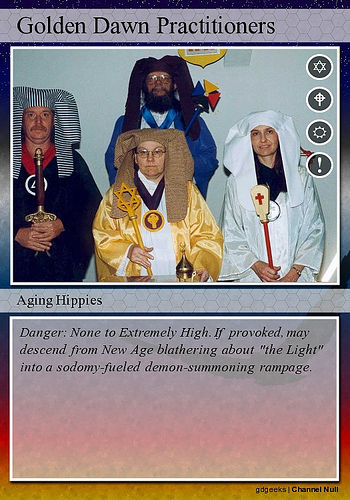 Golden Dawn Practitioners
!
Aging Hippies
Danger: None to Extremely High. If provoked, may
descend from New Age blathering about "the Light"
into a sodomy-fueled demon-summoning rampage.
gdgeeks | Channel Null